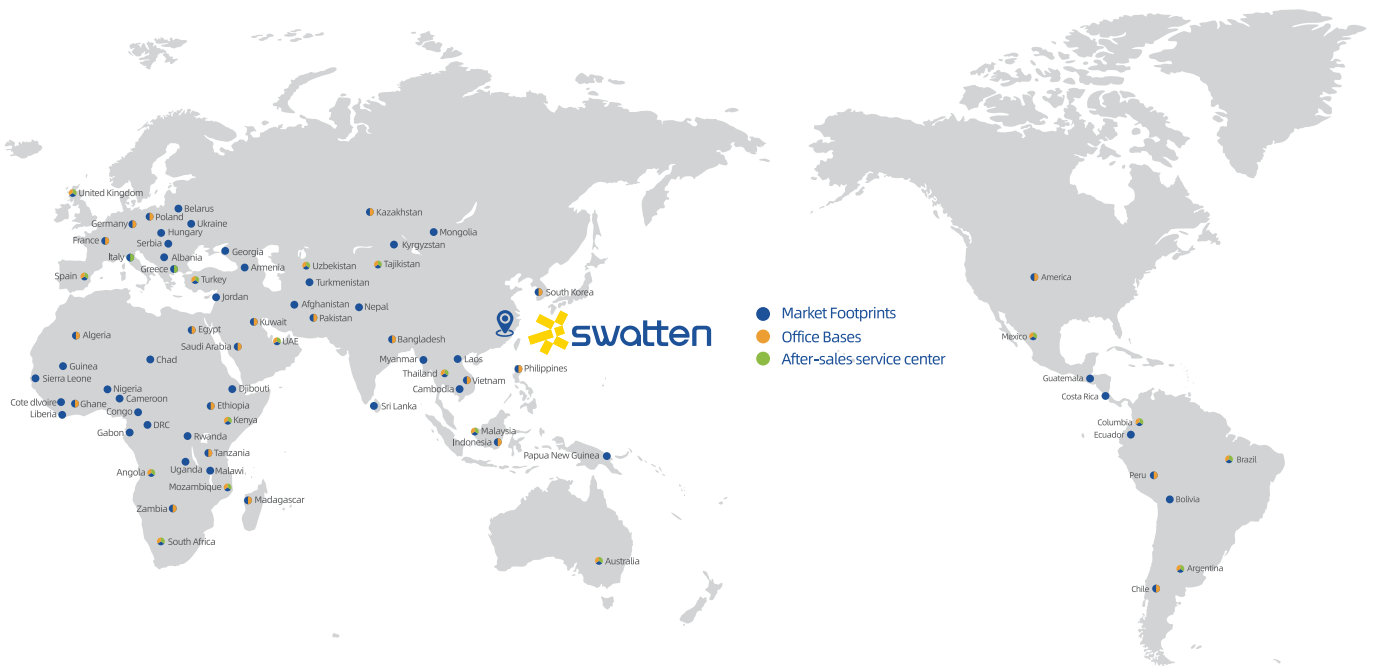 United Kingdom
Belarus
Poland
Germany
Ukraine
Hungary
France
Serbia
Georgia
Italy
Albania
Greece
Armenia
Spain
Turkey
Jordan
Kazakhstan
Mongolia
Kyrgyzstan
Uzbekistan
Tajikistan
Turkmenistan
Afghanistan
Nepal
Pakistan
South Korea
swatten
Kuwait
Egypt
Algeria
Saudi Arabia
UAE
Bangladesh
Myanmar
Laos
Thailand
Philippines
Vietnam
Cambodia
Sri Lanka
Chad
Guinea
Sierra Leone
Nigeria
Djibouti
Cameroon
Cote dlvoire
Ghane
Ethiopia
Congo
Liberia
Kenya
DRC
Gabon
Rwanda
Tanzania
Uganda
Malawi
Angola
Mozambique
Madagascar
Zambia
South Africa
Malaysia
Indonesia
Papua New Guinea
Australia
Market Footprints
Office Bases
After-sales service center
America
Mexico
Guatemala
Costa Rica
Columbia
Ecuador
Brazil
Peru
Bolivia
Argentina
Chile